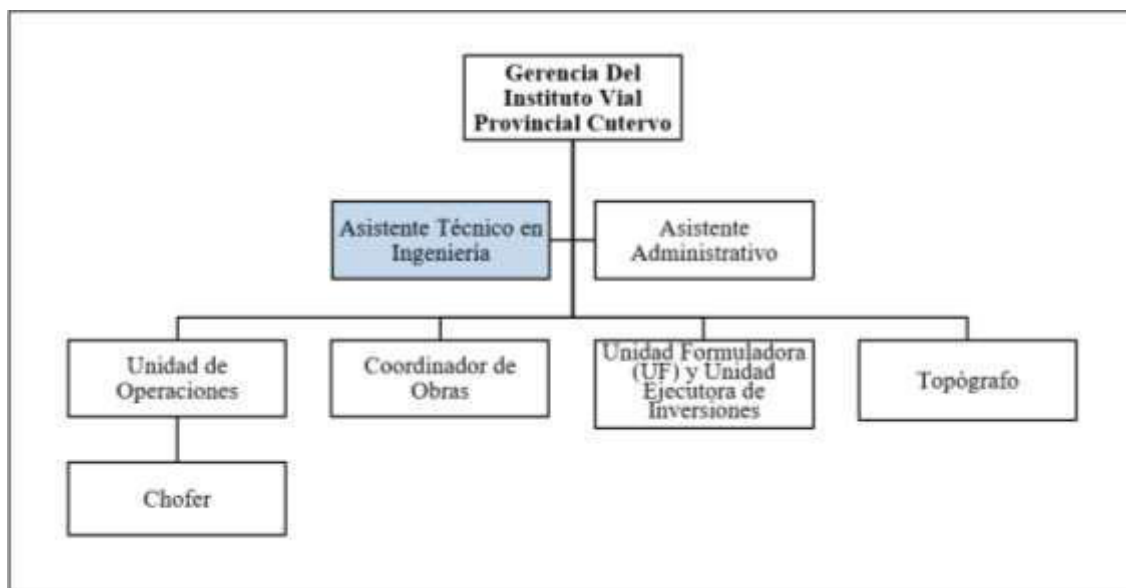 Gerencia Del
Instituto Vial
Provincial Cutervo
Asistente Técnico en
Ingeniería
Asistente
Administrativo
Unidad de
Operaciones
Coordinador de
Obras
Unidad Formuladora
(UF) y Unidad
Ejecutora de
Inversiones
Topógrafo
Chofer